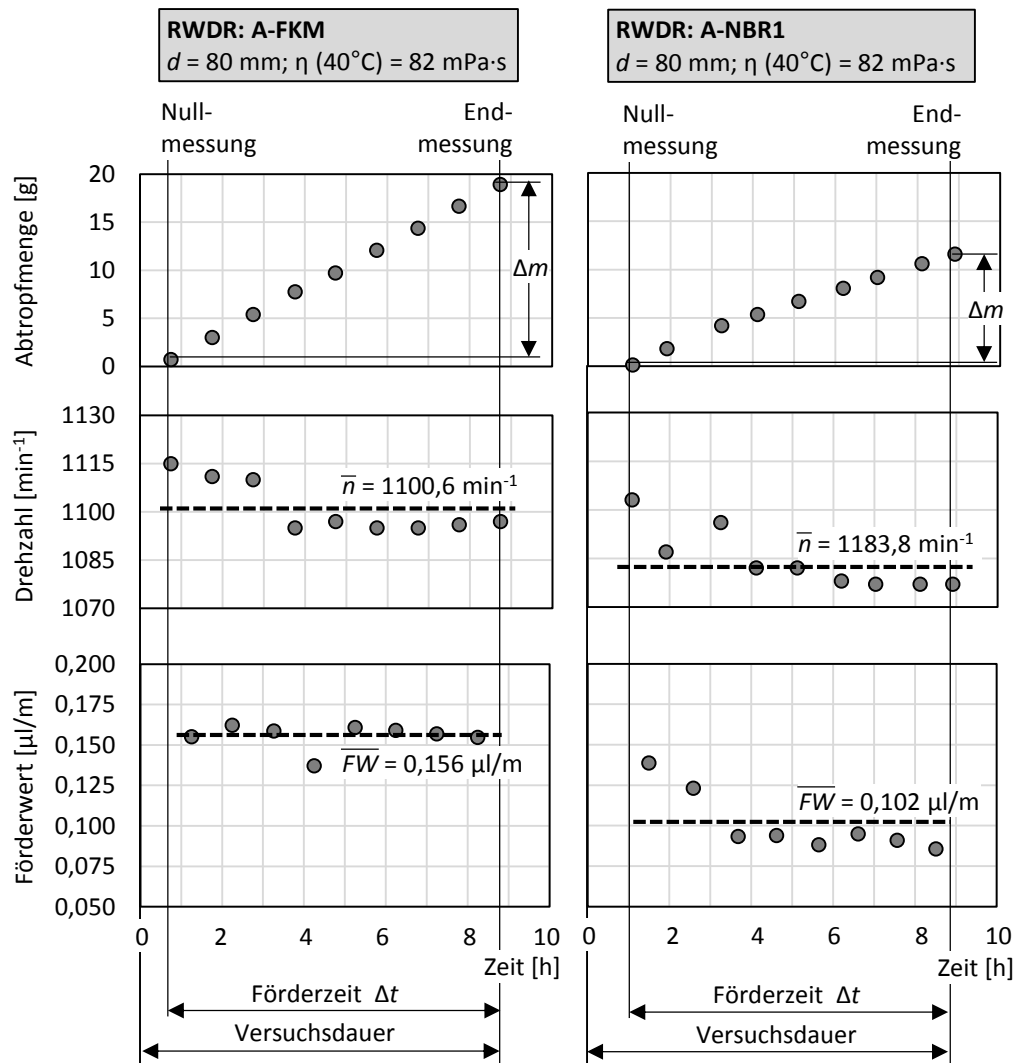 RWDR: A-FKM
d = 80 mm; η (40°C) = 82 mPa·s
RWDR: A-NBR1
d = 80 mm; η (40°C) = 82 mPa·s
Null-
messung
End-
messung
Null-
messung
End-
messung
Abtropfmenge [g]
20
15
10
5
0
Δm
Δm
Drehzahl [min⁻¹]
1130
1115
1100
1085
1070
n̅ = 1100,6 min⁻¹
n̅ = 1183,8 min⁻¹
Förderwert [µl/m]
0,200
0,175
0,150
0,125
0,100
0,075
0,050
F̅W̅ = 0,156 µl/m
F̅W̅ = 0,102 µl/m
0 2 4 6 8 10
Zeit [h]
0 2 4 6 8 10
Zeit [h]
Förderzeit Δt
Versuchsdauer
Förderzeit Δt
Versuchsdauer